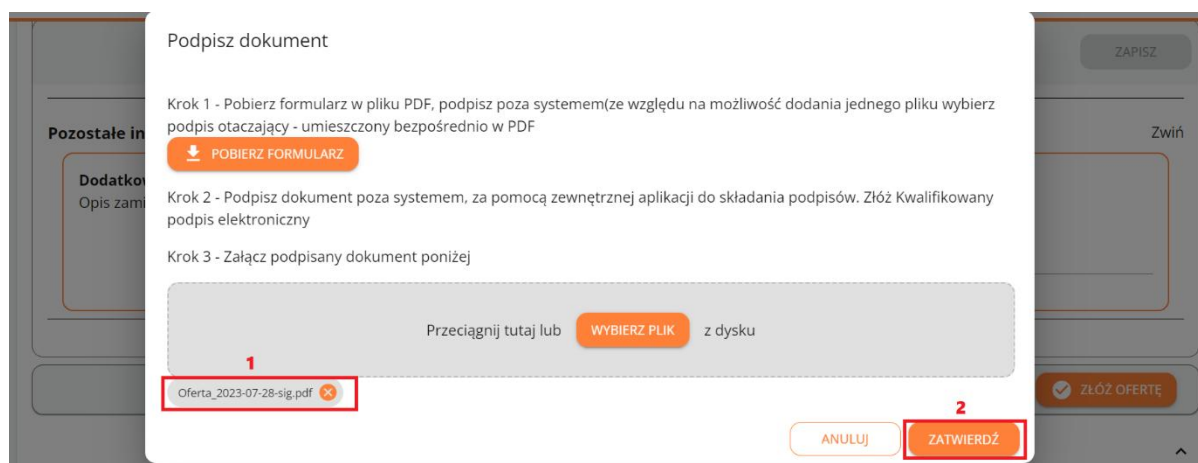 Podpisz dokument
ZAPISZ
Krok 1 - Pobierz formularz w pliku PDF, podpisz poza systemem(ze względu na możliwość dodania jednego pliku wybierz
podpis otaczający - umieszczony bezpośrednio w PDF
Pozostałe in
Zwiń
POBIERZ FORMULARZ
Dodatkow
Opis zami
Krok 2 - Podpisz dokument poza systemem, za pomocą zewnętrznej aplikacji do składania podpisów. Złóż Kwalifikowany
podpis elektroniczny
Krok 3 - Załącz podpisany dokument poniżej
Przeciągnij tutaj lub WYBIERZ PLIK z dysku
1
Oferta_2023-07-28-sig.pdf
ZŁÓŻ OFERTĘ
2
ANULUJ ZATWIERDŹ